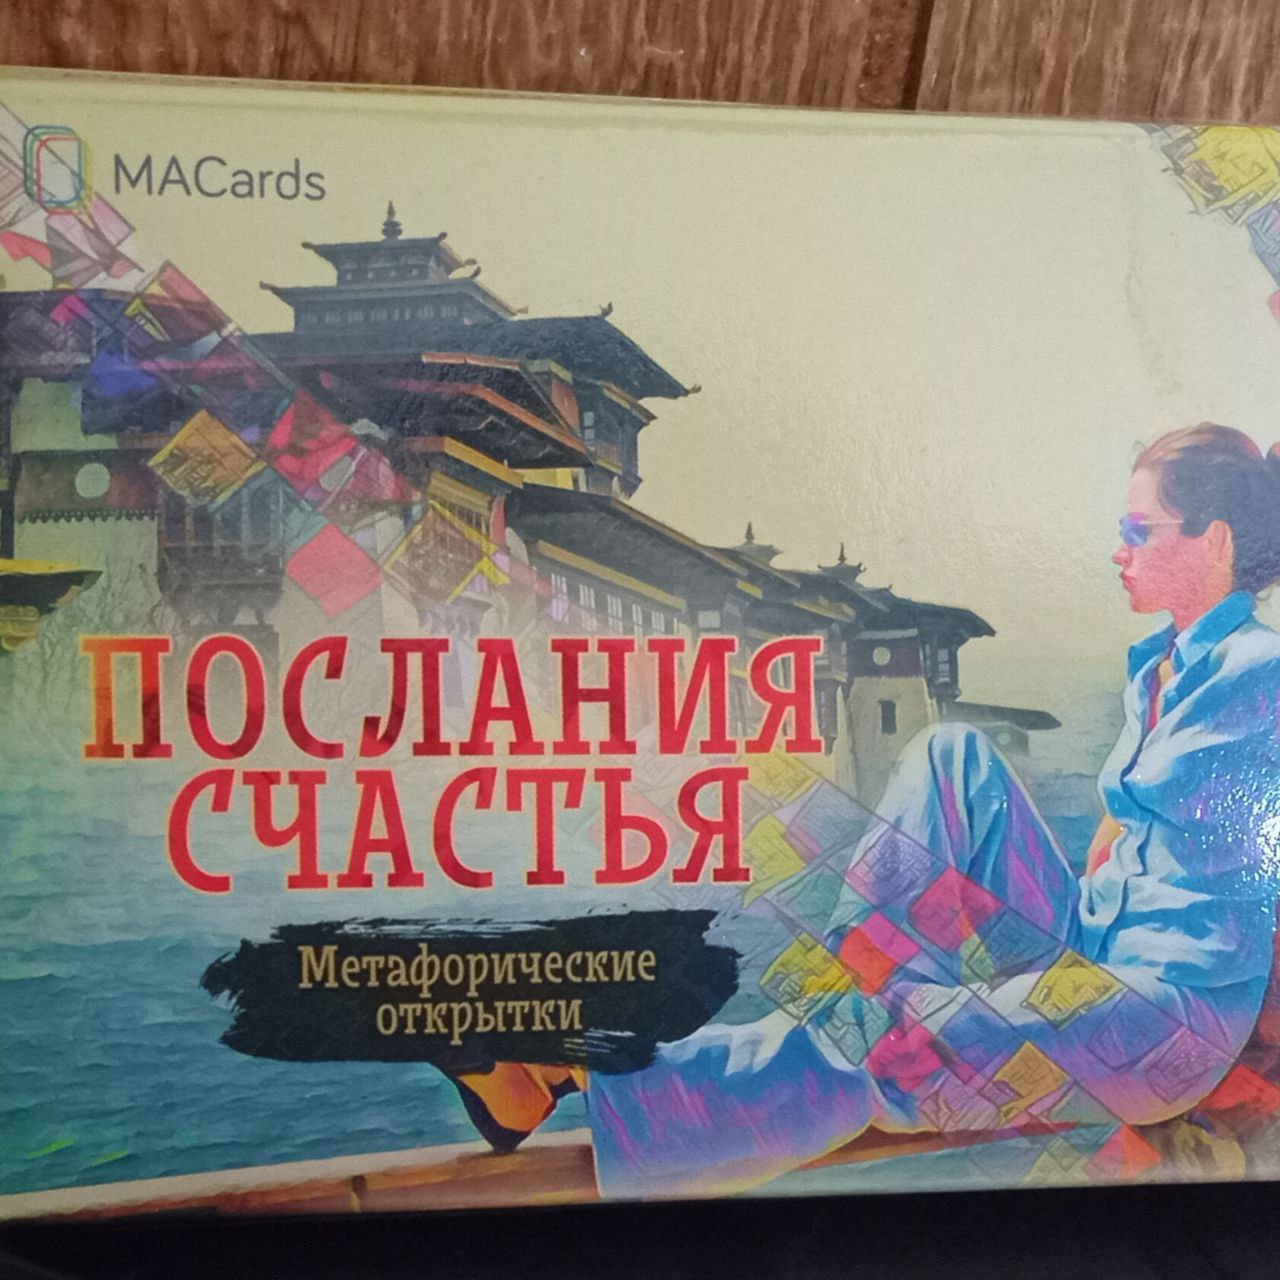 MACards
ПОСЛАНИЯ
СЧАСТЬЯ
Метафорические
открытки